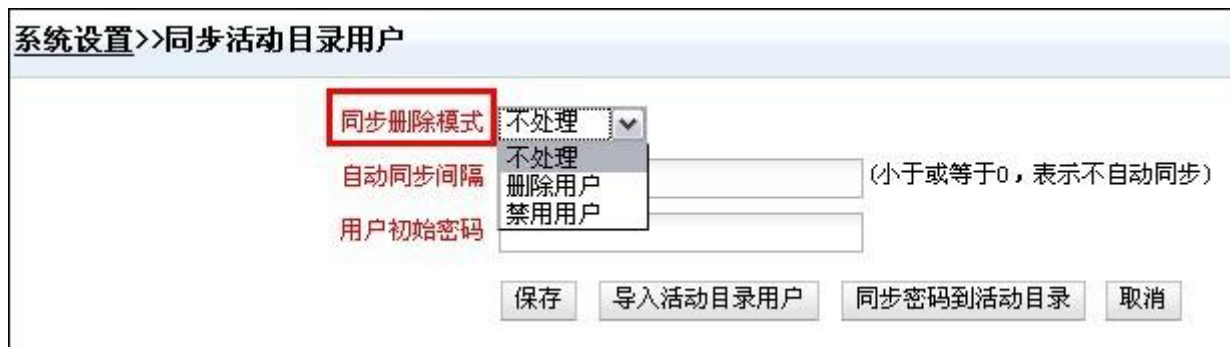 系统设置>>同步活动目录用户
同步删除模式 不处理
不处理
自动同步间隔 (小于或等于0，表示不自动同步)
删除用户
禁用用户
用户初始密码
保存 导入活动目录用户 同步密码到活动目录 取消